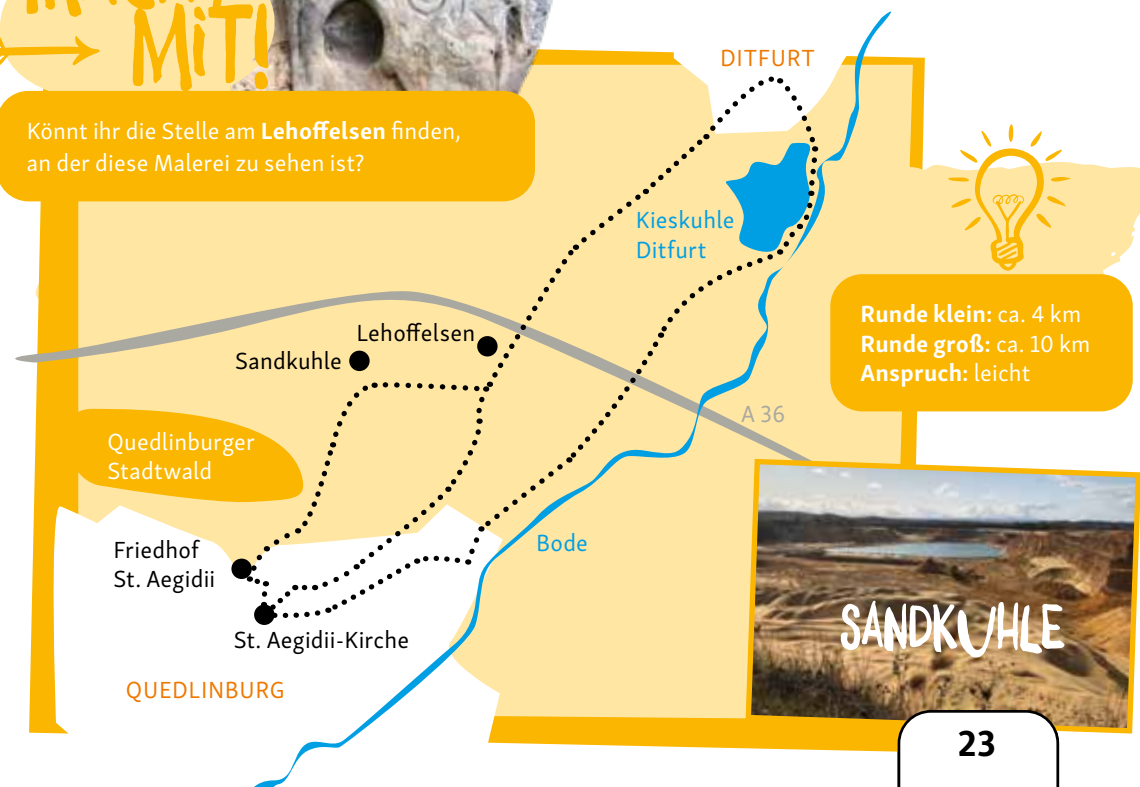 MiT!
Könnt ihr die Stelle am Lehoffelsen finden,
an der diese Malerei zu sehen ist?
DITFURT
Kieskuhle
Ditfurt
Runde klein: ca. 4 km
Runde groß: ca. 10 km
Anspruch: leicht
Lehoffelsen
Sandkuhle
A 36
Quedlinburger
Stadtwald
Friedhof
St. Aegidii
Bode
St. Aegidii-Kirche
QUEDLINBURG
SANDKUHLE
23